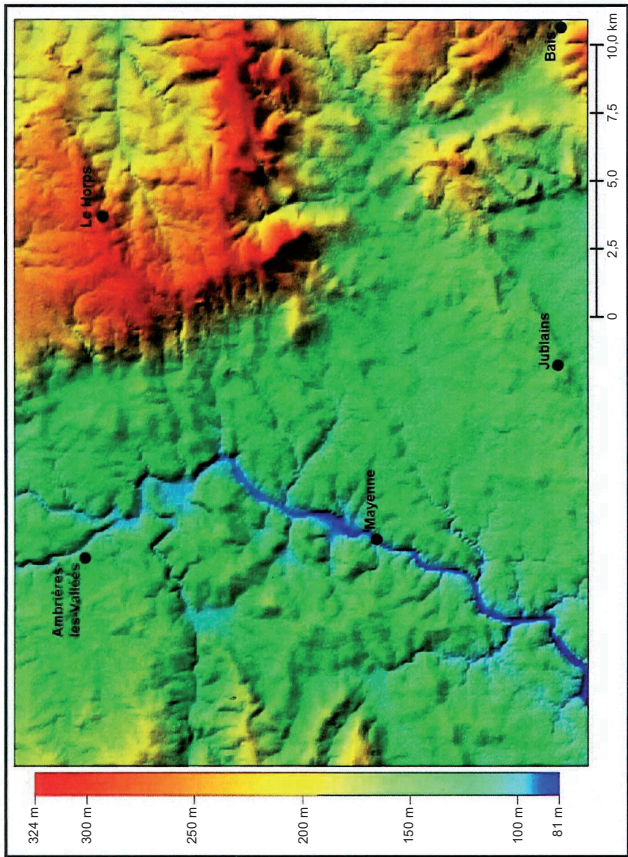 324 m
300 m
250 m
200 m
150 m
100 m
81 m
Ambrières
les-Vallées
Le Horps
Mayenne
Jublains
Bais
0
2,5
5,0
7,5
10,0 km